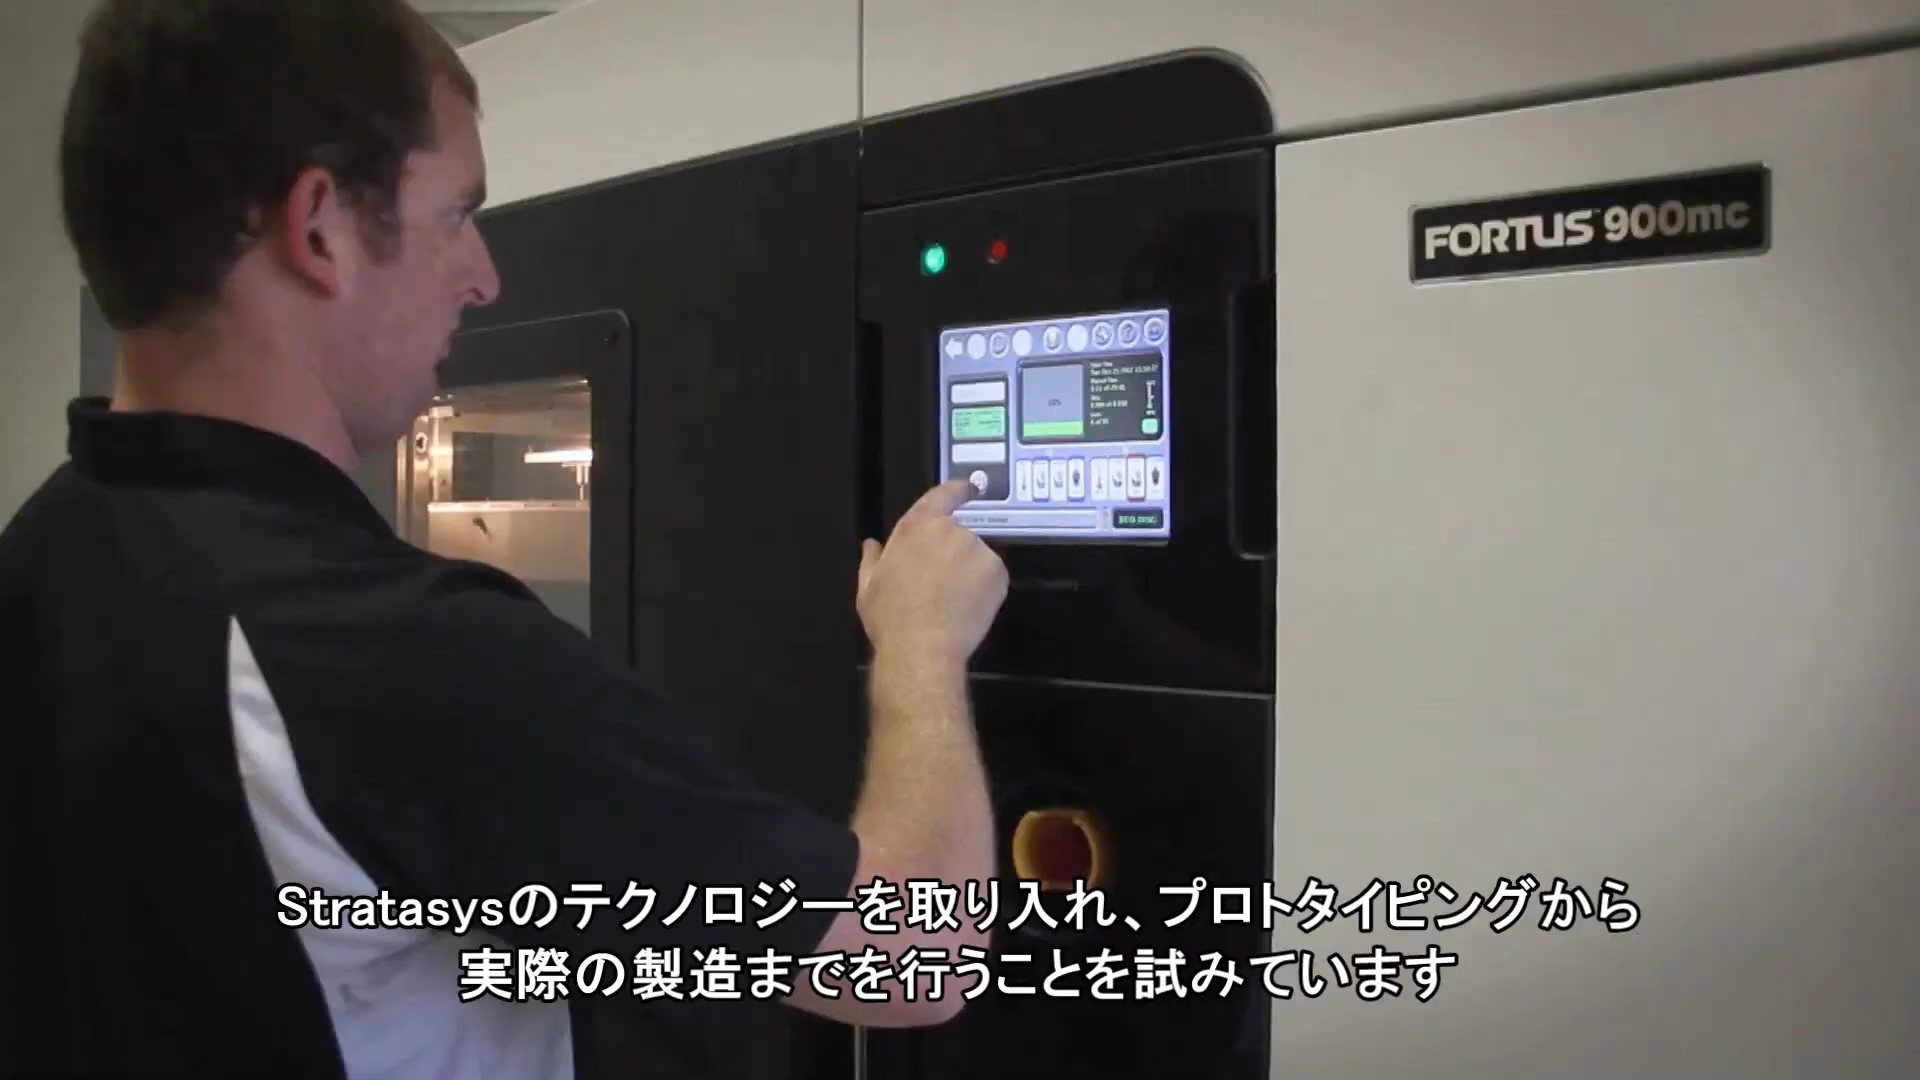 FORTUS 900mc
Stratasysのテクノロジーを取り入れ、プロトタイピングから
実際の製造までを行うことを試みています